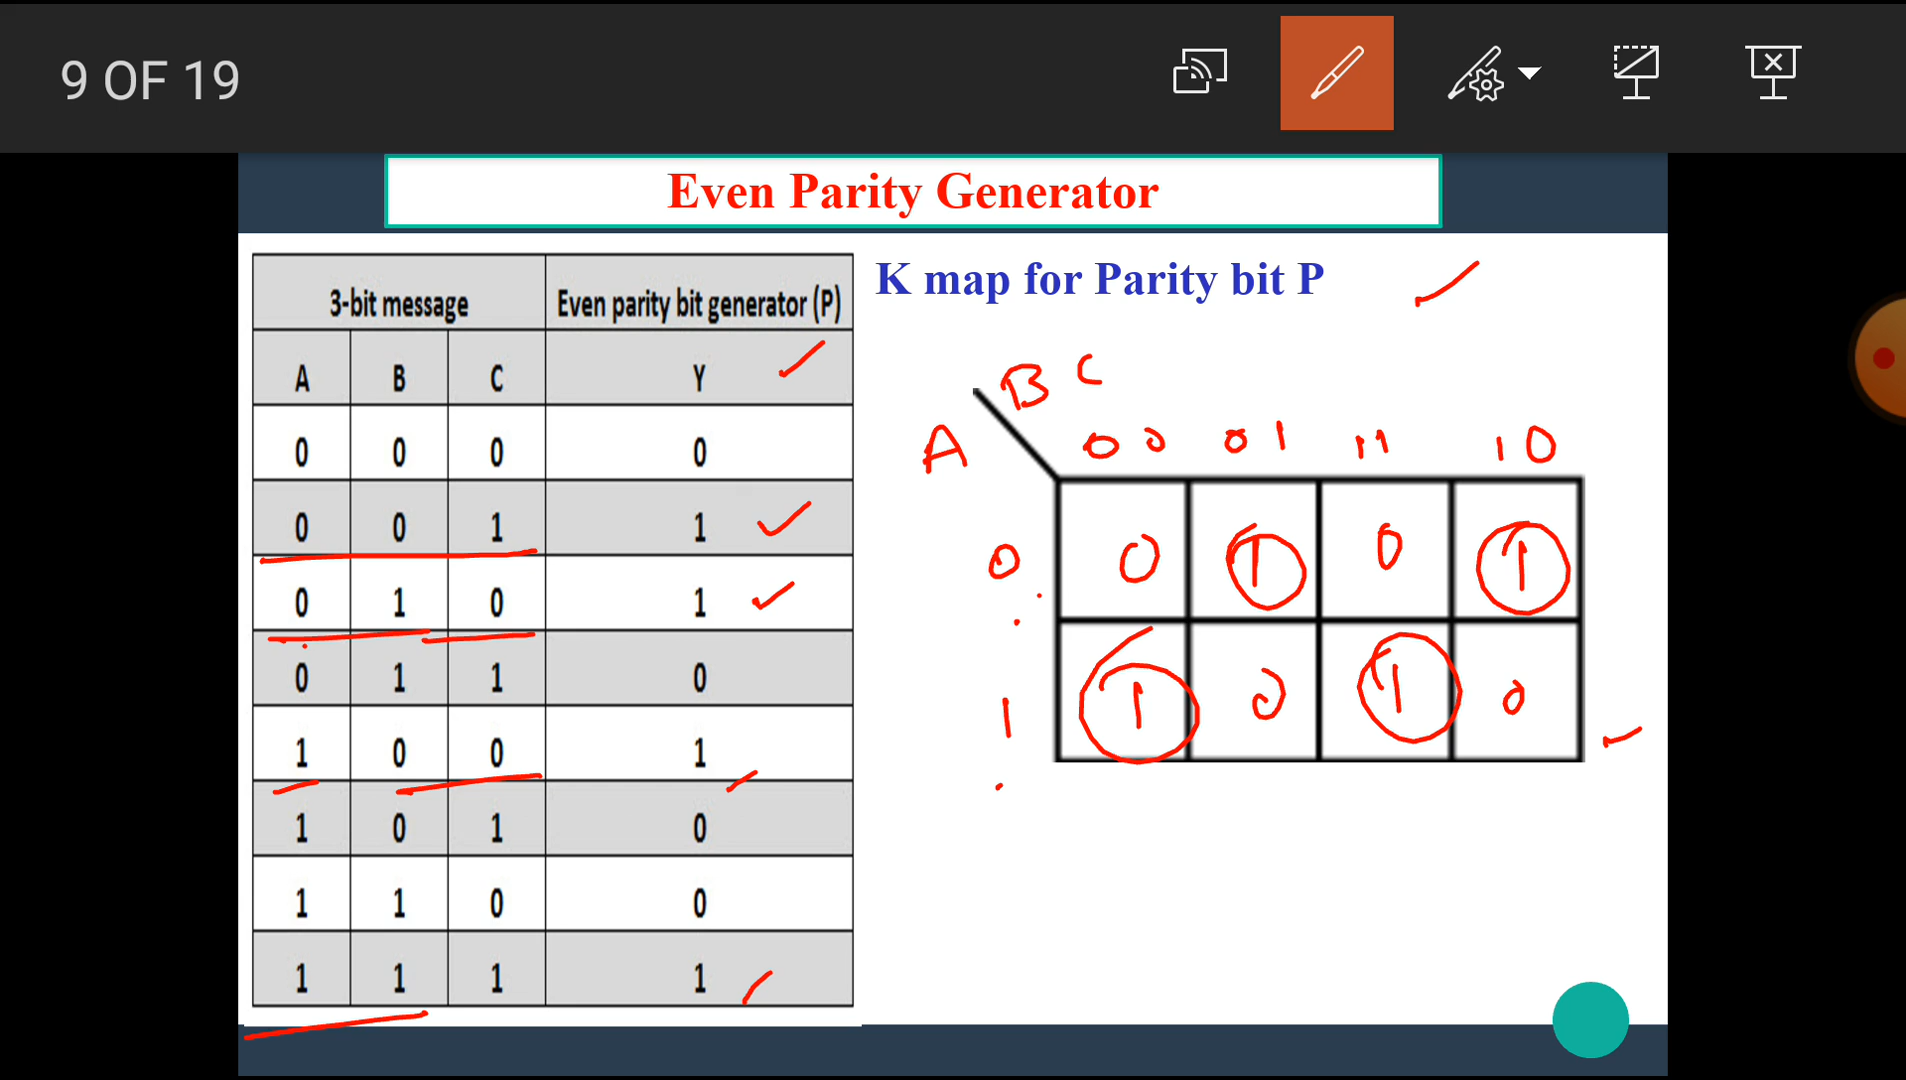 9 OF 19
Even Parity Generator
3-bit message Even parity bit generator (P)
A B C Y
0 0 0 0
0 0 1 1
0 1 0 1
0 1 1 0
1 0 0 1
1 0 1 0
1 1 0 0
1 1 1 1
K map for Parity bit P
B C
A 00 01 11 10
0 0 1 0 1
1 1 0 1 0